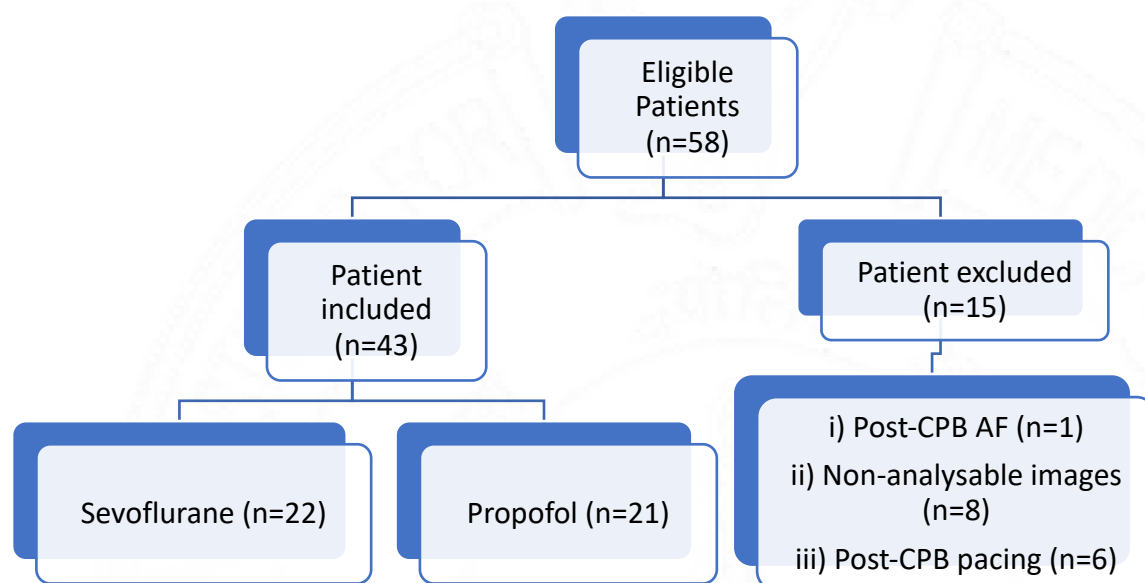 Eligible
Patients
(n=58)
Patient
included
(n=43)
Patient excluded
(n=15)
Sevoflurane (n=22)
Propofol (n=21)
i) Post-CPB AF (n=1)
ii) Non-analysable images
(n=8)
iii) Post-CPB pacing (n=6)